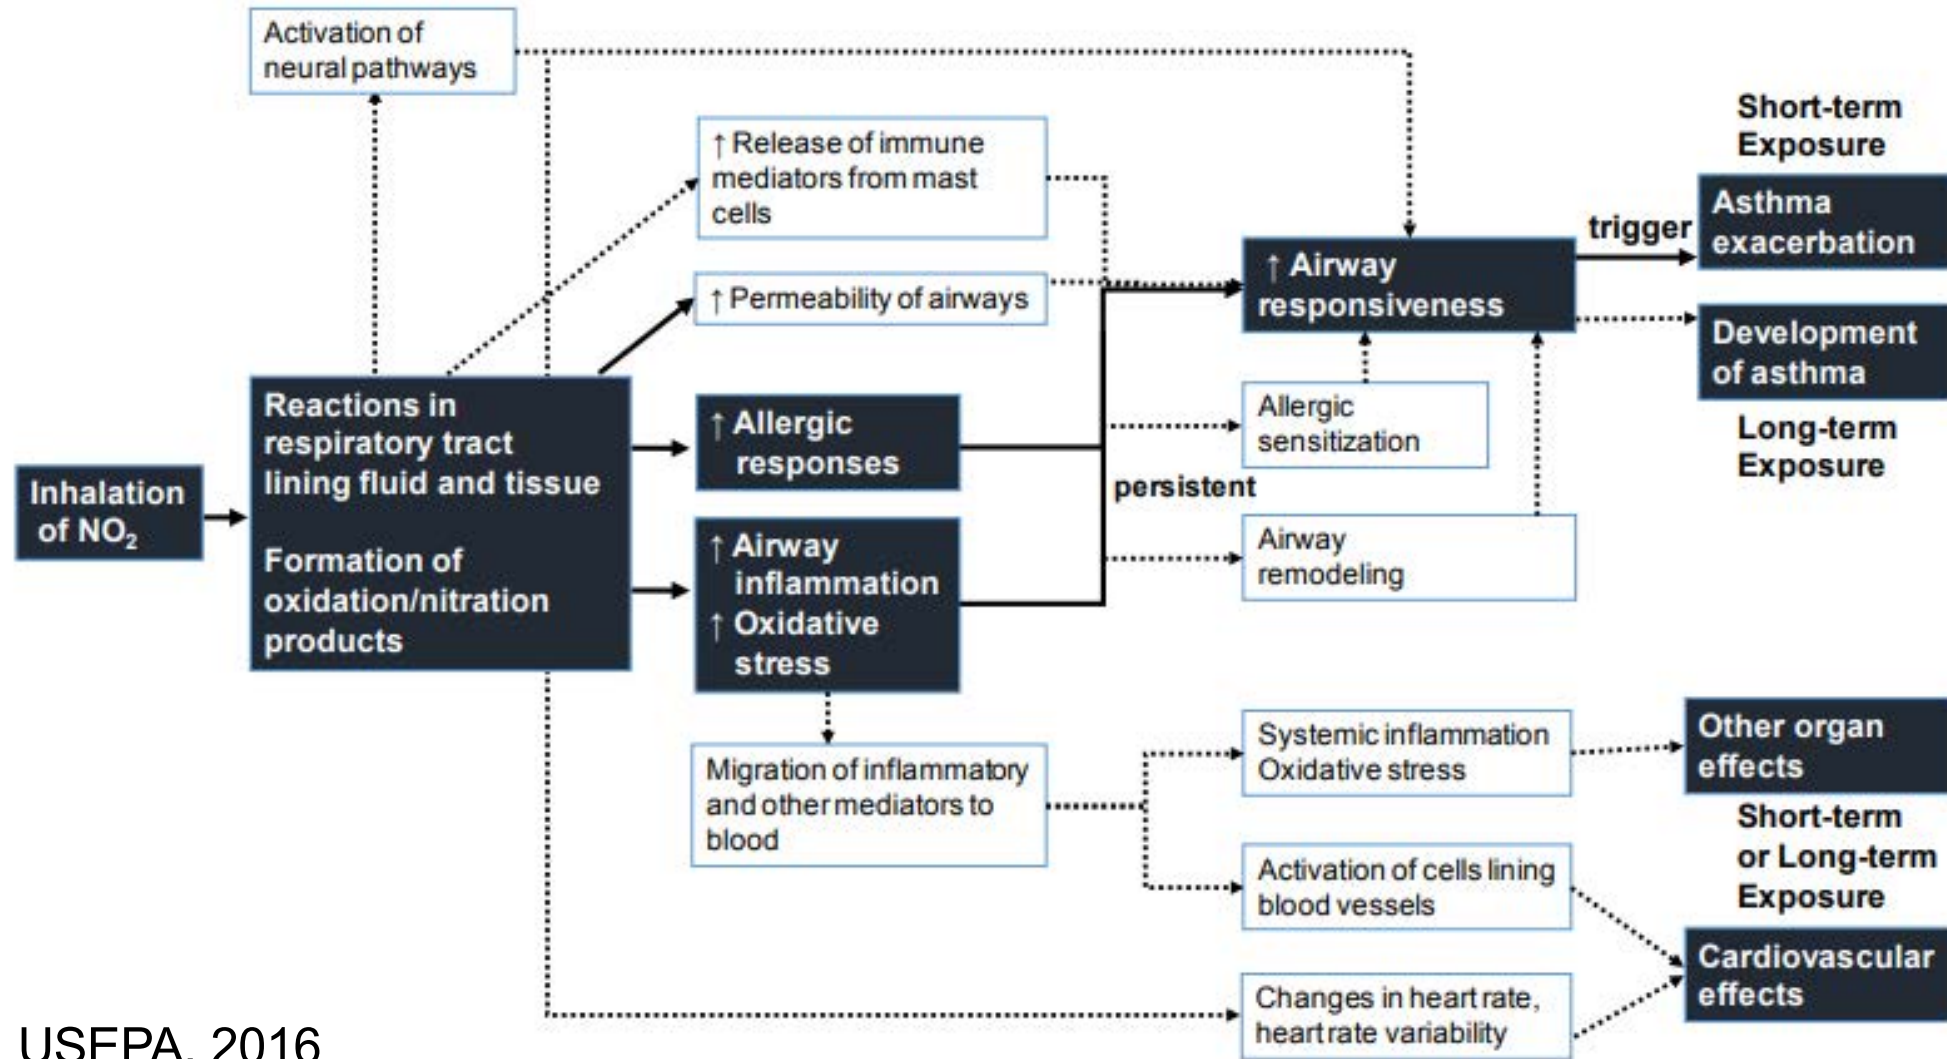 Activation of
neural pathways
↑ Release of immune
mediators from mast
cells
↑ Permeability of airways
Short-term
Exposure
Asthma
exacerbation
trigger
↑ Airway
responsiveness
Development
of asthma
Long-term
Exposure
Inhalation
of NO₂
Reactions in
respiratory tract
lining fluid and tissue
Formation of
oxidation/nitration
products
↑ Allergic
responses
↑ Airway
inflammation
↑ Oxidative
stress
persistent
Allergic
sensitization
Airway
remodeling
Migration of inflammatory
and other mediators to
blood
Systemic inflammation
Oxidative stress
Activation of cells lining
blood vessels
Changes in heart rate,
heart rate variability
Other organ
effects
Short-term
or Long-term
Exposure
Cardiovascular
effects
USEPA, 2016